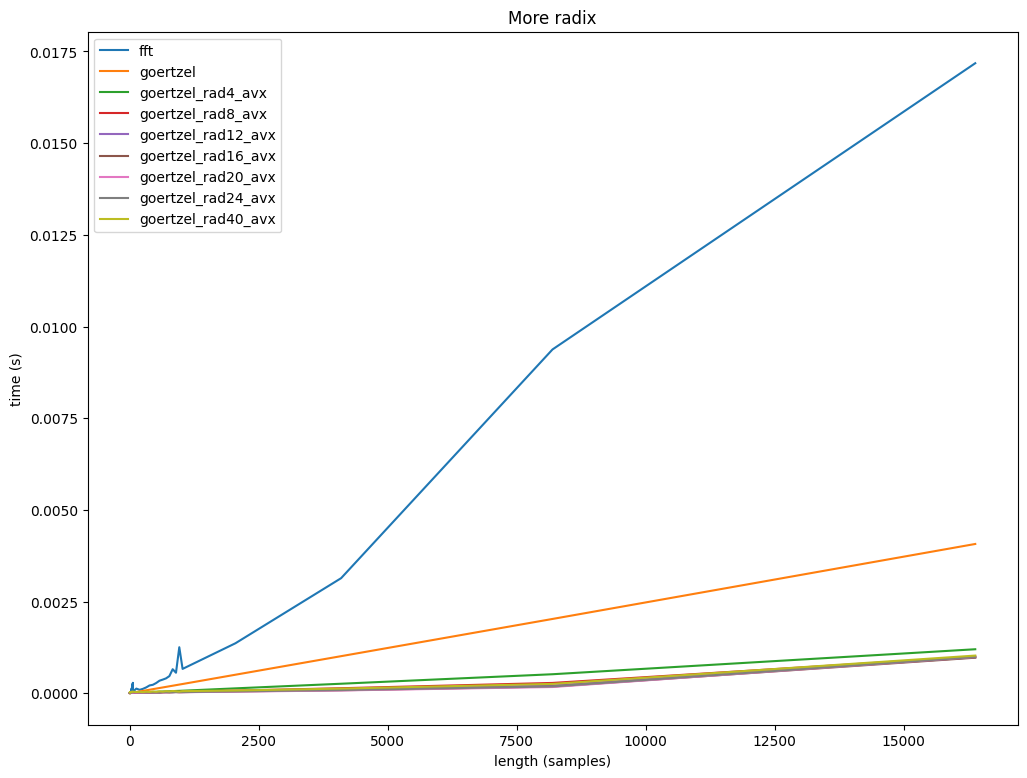 More radix
fft
goertzel
goertzel_rad4_avx
goertzel_rad8_avx
goertzel_rad12_avx
goertzel_rad16_avx
goertzel_rad20_avx
goertzel_rad24_avx
goertzel_rad40_avx
0.0175
0.0150
0.0125
0.0100
0.0075
0.0050
0.0025
0.0000
time (s)
0 2500 5000 7500 10000 12500 15000
length (samples)